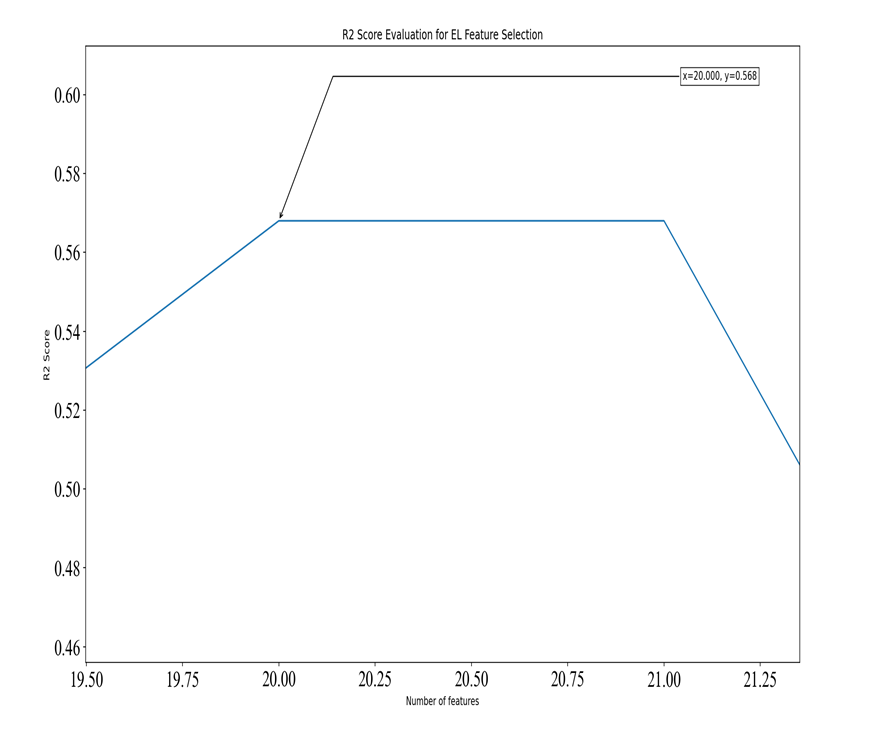 R2 Score Evaluation for EL Feature Selection
x=20.000, y=0.568
0.60
0.58
0.56
0.54
0.52
0.50
0.48
0.46
R2 Score
19.50 19.75 20.00 20.25 20.50 20.75 21.00 21.25
Number of features